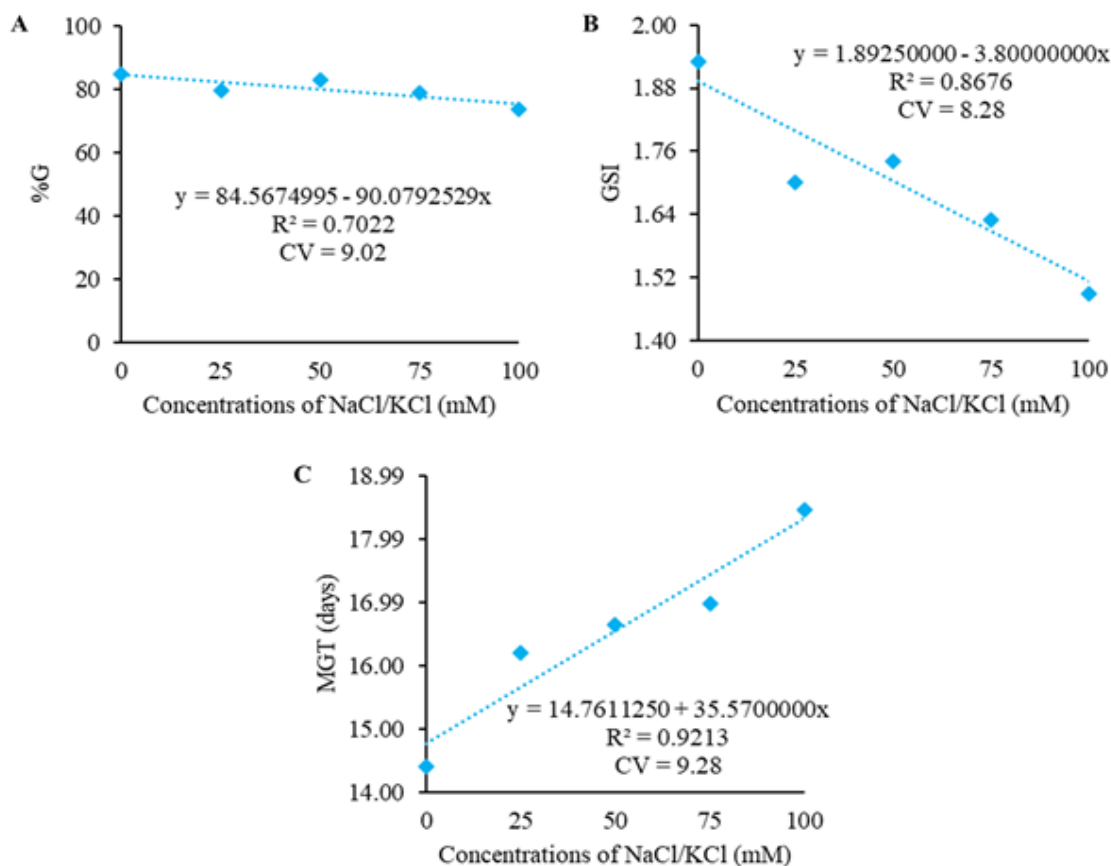 A
100
80
60
40
20
0
%G
y = 84.5674995 - 90.0792529x
R² = 0.7022
CV = 9.02
0 25 50 75 100
Concentrations of NaCl/KCl (mM)
B
2.00
1.88
1.76
1.64
1.52
1.40
GSI
y = 1.89250000 - 3.80000000x
R² = 0.8676
CV = 8.28
0 25 50 75 100
Concentrations of NaCl/KCl (mM)
C
18.99
17.99
16.99
16.00
15.00
14.00
MGT (days)
y = 14.7611250 + 35.5700000x
R² = 0.9213
CV = 9.28
0 25 50 75 100
Concentrations of NaCl/KCl (mM)